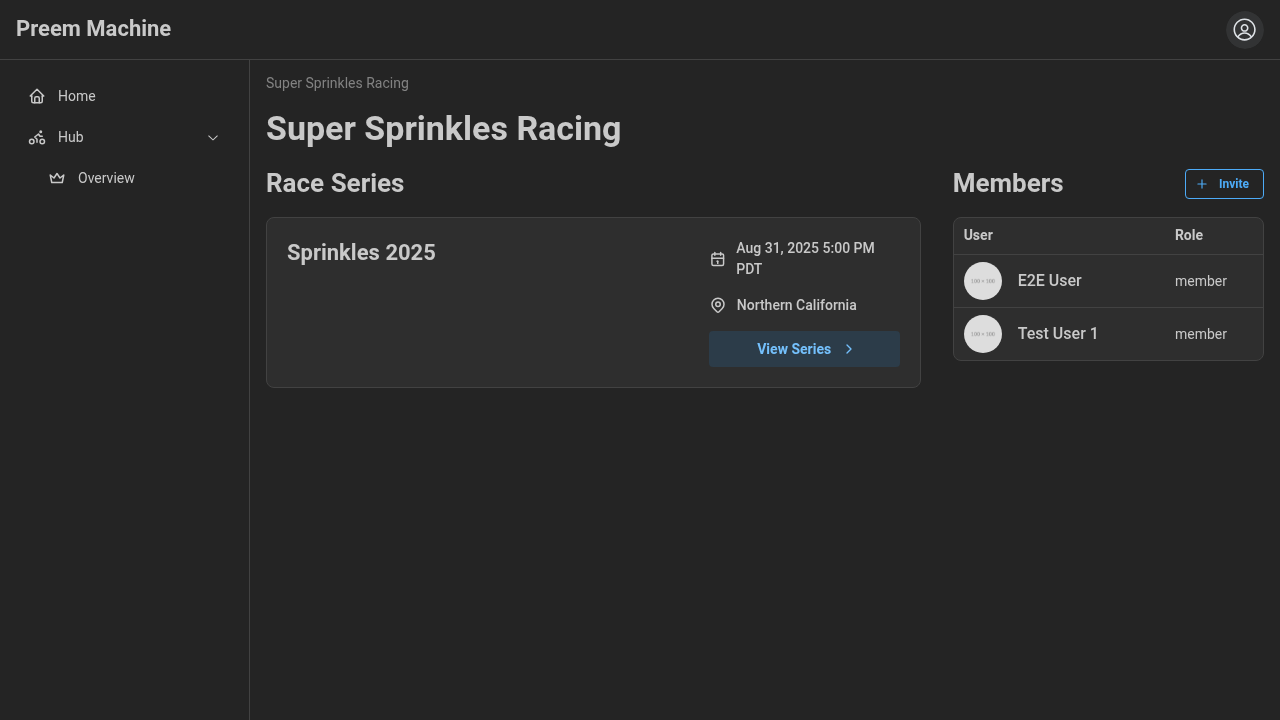 Preem Machine
Home
Hub
Overview
Super Sprinkles Racing
Super Sprinkles Racing
Race Series
Sprinkles 2025
Aug 31, 2025 5:00 PM
PDT
Northern California
View Series
Members
Invite
User Role
E2E User member
Test User 1 member